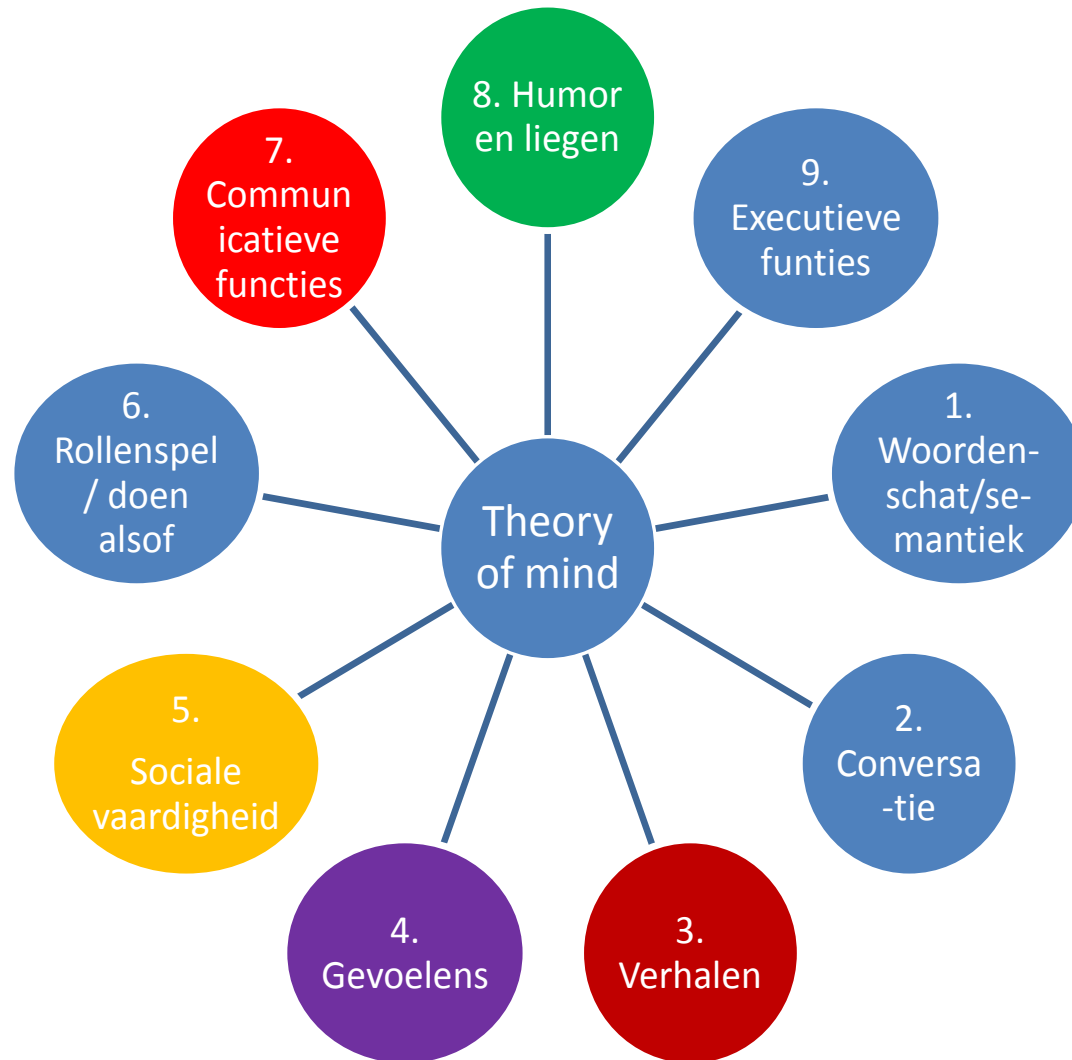 8. Humor
en liegen
9.
Executieve
funties
1.
Woorden-
schat/se-
mantiek
2.
Conversa
-tie
3.
Verhalen
4.
Gevoelens
5.
Sociale
vaardigheid
6.
Rollenspel
/ doen
alsof
7.
Commun
icatieve
functies
Theory
of mind